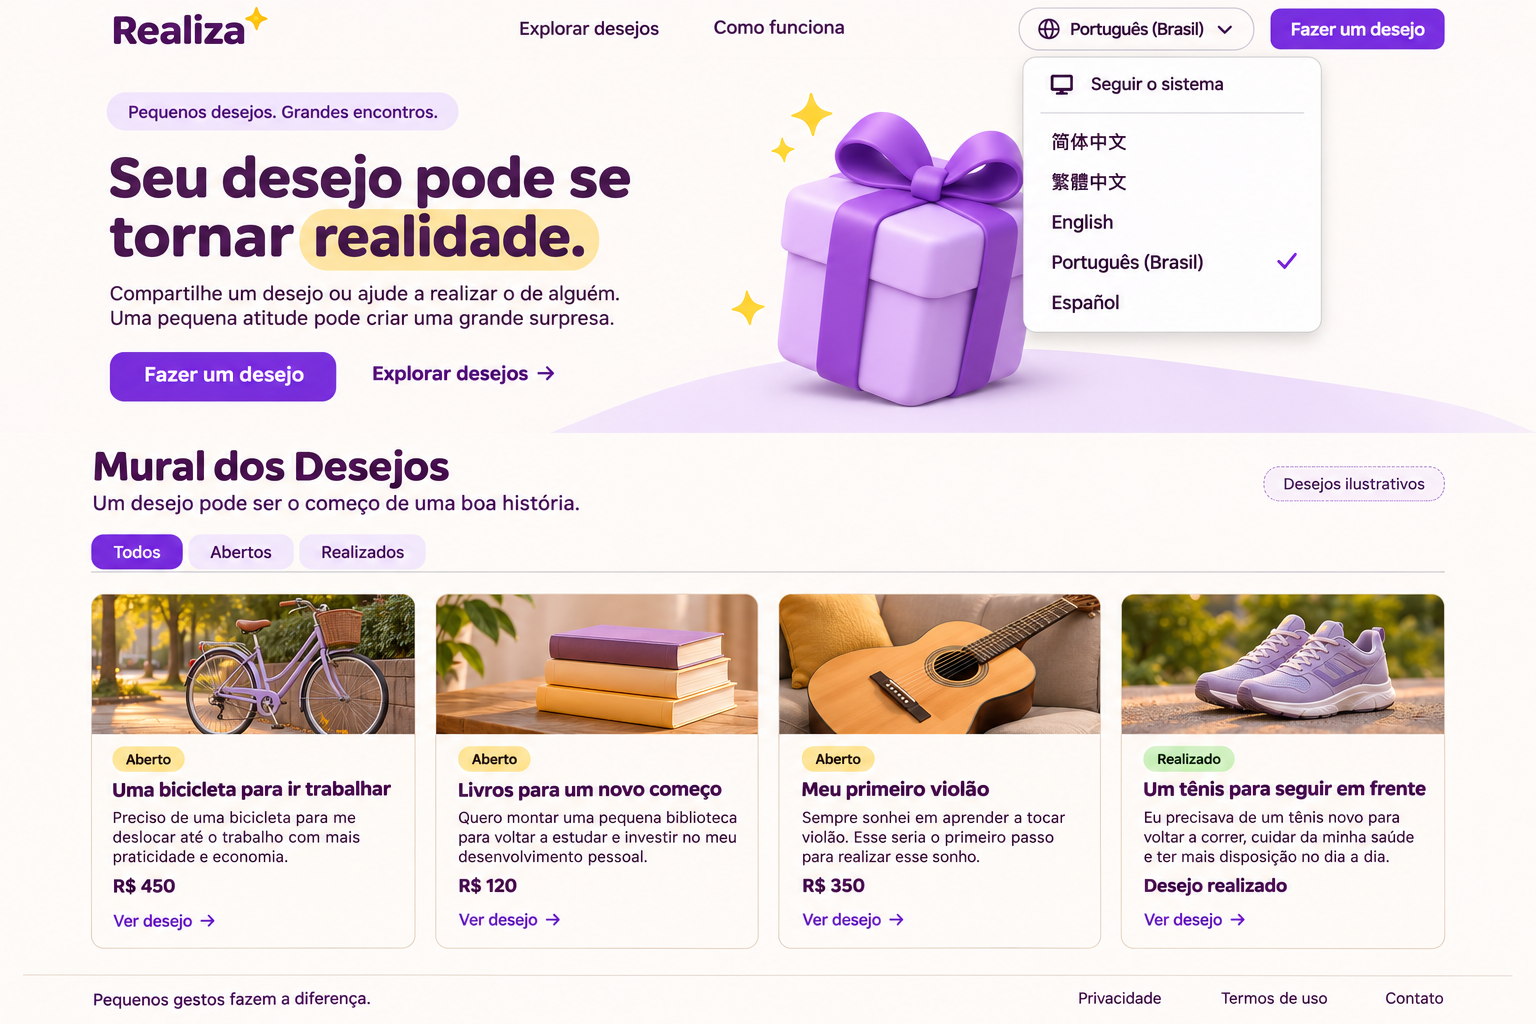 Realiza
Explorar desejos
Como funciona
Português (Brasil)
Fazer um desejo
Seguir o sistema
简体中文
繁體中文
English
Português (Brasil)
Español
Pequenos desejos. Grandes encontros.
Seu desejo pode se
tornar realidade.
Compartilhe um desejo ou ajude a realizar o de alguém.
Uma pequena atitude pode criar uma grande surpresa.
Fazer um desejo
Explorar desejos →
Mural dos Desejos
Um desejo pode ser o começo de uma boa história.
Desejos ilustrativos
Todos
Abertos
Realizados
Aberto
Uma bicicleta para ir trabalhar
Preciso de uma bicicleta para me
deslocar até o trabalho com mais
praticidade e economia.
R$ 450
Ver desejo →
Aberto
Livros para um novo começo
Quero montar uma pequena biblioteca
para voltar a estudar e investir no meu
desenvolvimento pessoal.
R$ 120
Ver desejo →
Aberto
Meu primeiro violão
Sempre sonhei em aprender a tocar
violão. Esse seria o primeiro passo
para realizar esse sonho.
R$ 350
Ver desejo →
Realizado
Um tênis para seguir em frente
Eu precisava de um tênis novo para
voltar a correr, cuidar da minha saúde
e ter mais disposição no dia a dia.
Desejo realizado
Ver desejo →
Pequenos gestos fazem a diferença.
Privacidade
Termos de uso
Contato